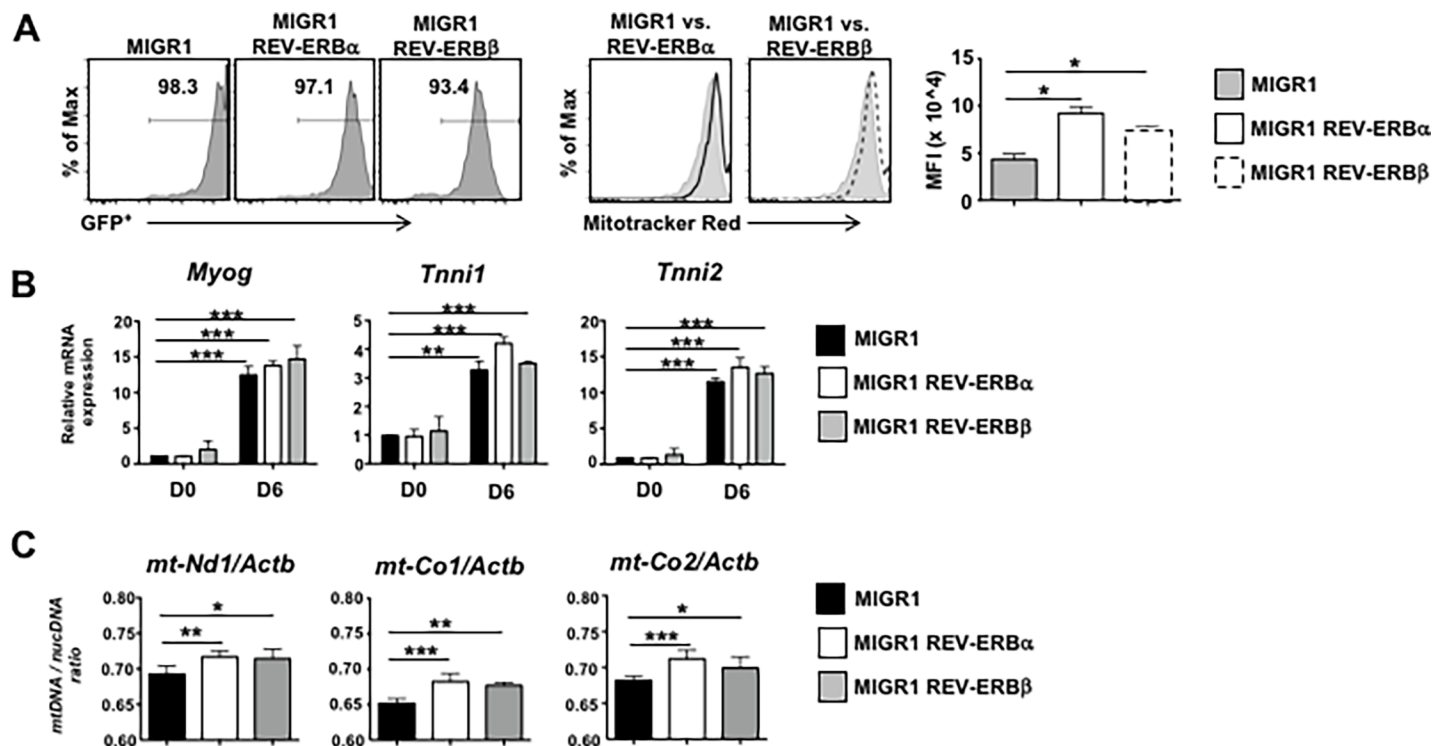 A
MIGR1
MIGR1
REV-ERBα
MIGR1
REV-ERBβ
98.3
97.1
93.4
% of Max
GFP⁺
MIGR1 vs.
REV-ERBα
MIGR1 vs.
REV-ERBβ
% of Max
Mitotracker Red
MFI (x 10^4)
15
10
5
0
*
*
MIGR1
MIGR1 REV-ERBα
MIGR1 REV-ERBβ
B
Relative mRNA
expression
Myog
20
15
10
5
0
***
***
***
D0 D6
Tnni1
5
4
3
2
1
0
***
***
**
D0 D6
Tnni2
20
15
10
5
0
***
***
***
D0 D6
MIGR1
MIGR1 REV-ERBα
MIGR1 REV-ERBβ
C
mtDNA / nucDNA
ratio
mt-Nd1/Actb
0.80
0.75
0.70
0.65
0.60
*
**
mt-Co1/Actb
0.80
0.75
0.70
0.65
0.60
**
***
mt-Co2/Actb
0.80
0.75
0.70
0.65
0.60
*
***
MIGR1
MIGR1 REV-ERBα
MIGR1 REV-ERBβ